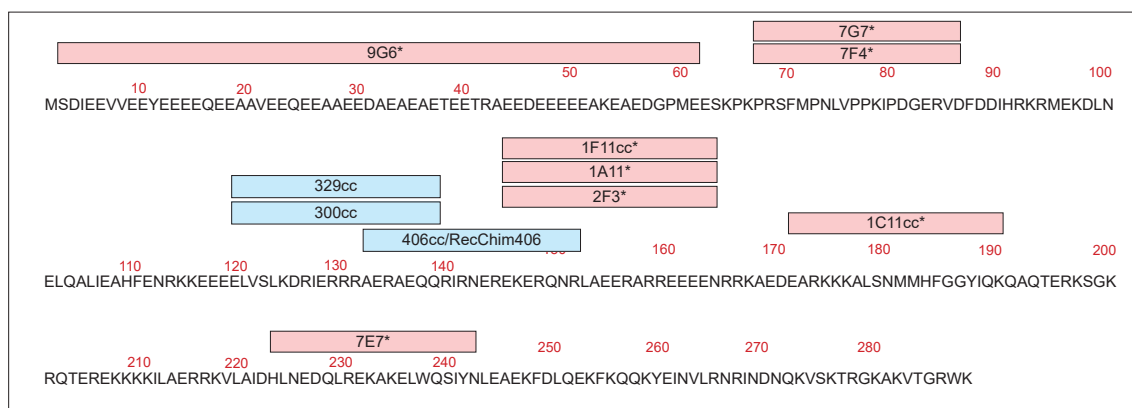 9G6*
7G7*
7F4*
10 20 30 40 50 60 70 80 90 100
MSDIEEVVEEYEEEEQEEAAVEEQEEAAEEDAEAEAETEETRAEEDEEEEEAKEAEDGPMEESKPKPRSFMPNLVPPKIPDGERVDFDDIHRKRMEKDLN
1F11cc*
1A11*
2F3*
329cc
300cc
406cc/RecChim406
1C11cc*
110 120 130 140 160 170 180 190 200
ELQALIEAHFENRKKEEEELVSLKDRIERRRAERAEQQRIRNEREKERQNRLAEERARREEEENRRKAEDEARKKKALSNMMHFGGYIQKQAQTERKSGK
7E7*
210 220 230 240 250 260 270 280
RQTEREKKKKILAERRKVLAIDHLNEDQLREKAKELWQSIYNLEAEKFDLQEKFKQQKYEINVLRNRINDNQKVSKTRGKAKVTGRWK